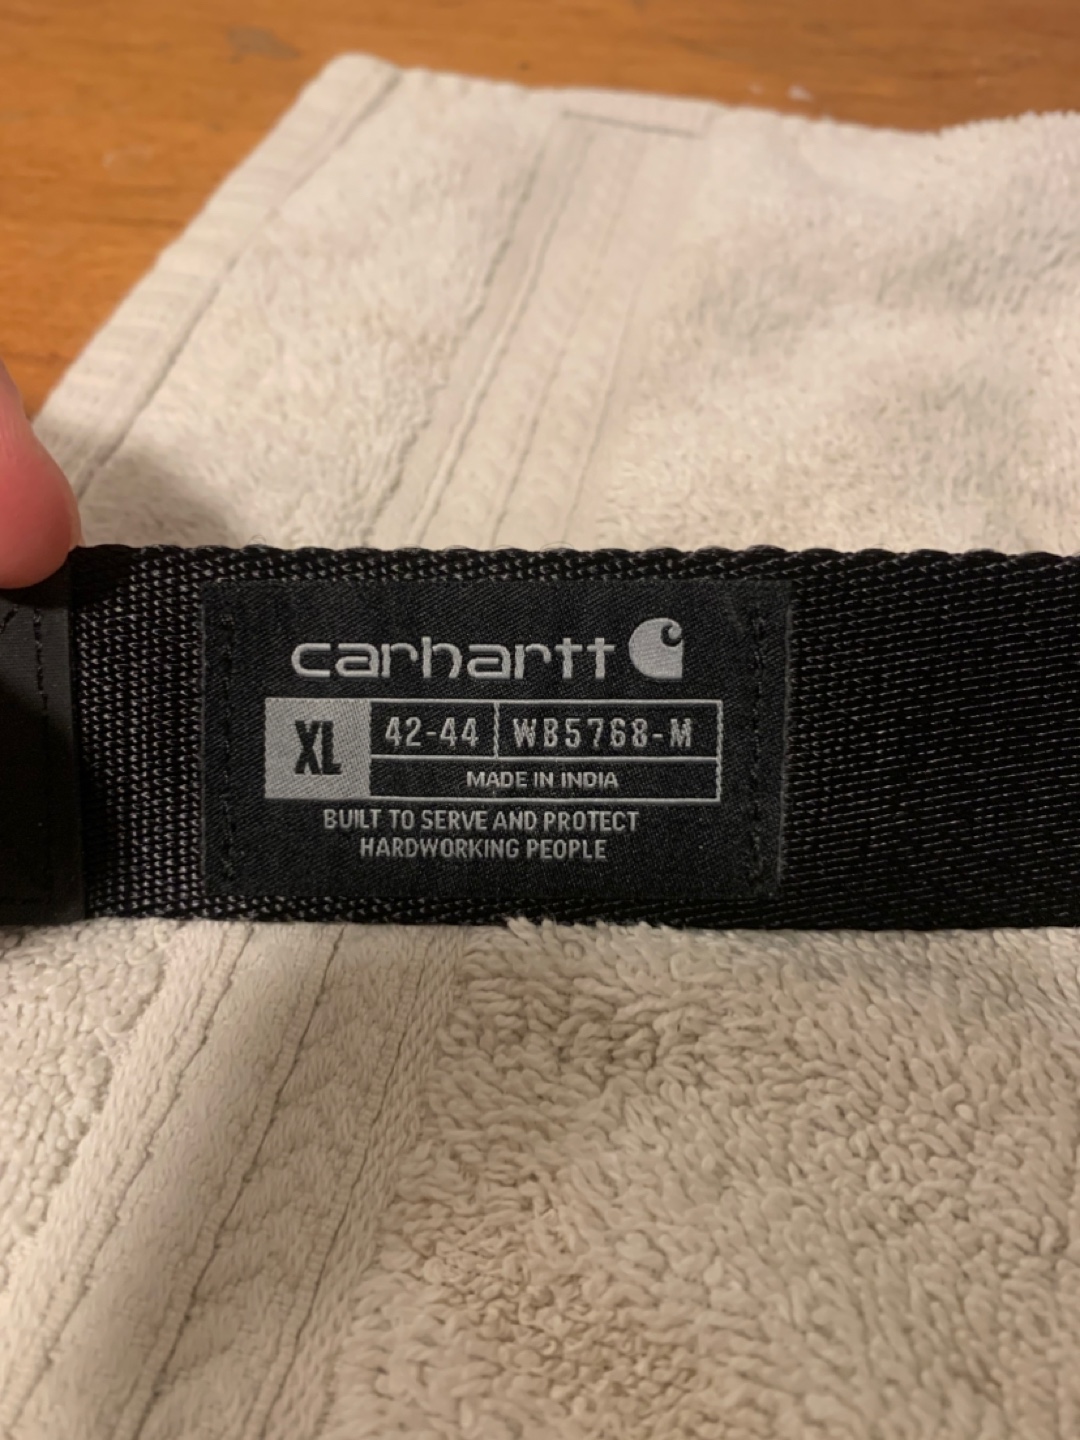 carhartt
XL 42-44 WB5768-M
MADE IN INDIA
BUILT TO SERVE AND PROTECT
HARDWORKING PEOPLE